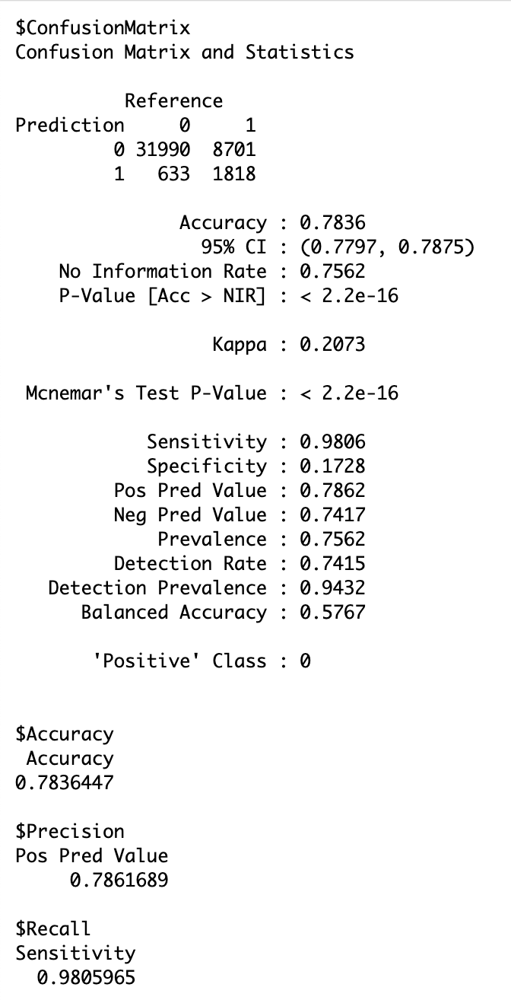 $ConfusionMatrix
Confusion Matrix and Statistics
Reference
Prediction 0 1
0 31990 8701
1 633 1818
Accuracy : 0.7836
95% CI : (0.7797, 0.7875)
No Information Rate : 0.7562
P-Value [Acc > NIR] : < 2.2e-16
Kappa : 0.2073
Mcnemar's Test P-Value : < 2.2e-16
Sensitivity : 0.9806
Specificity : 0.1728
Pos Pred Value : 0.7862
Neg Pred Value : 0.7417
Prevalence : 0.7562
Detection Rate : 0.7415
Detection Prevalence : 0.9432
Balanced Accuracy : 0.5767
'Positive' Class : 0
$Accuracy
Accuracy
0.7836447
$Precision
Pos Pred Value
0.7861689
$Recall
Sensitivity
0.9805965